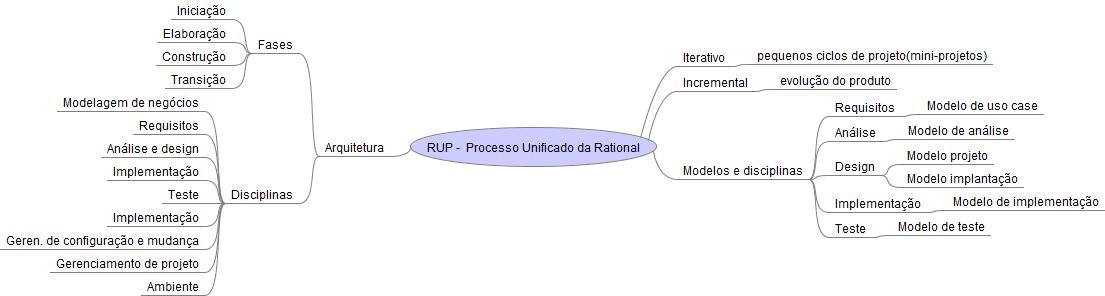 RUP - Processo Unificado da Rational
Arquitetura
Fases
Iniciação
Elaboração
Construção
Transição
Disciplinas
Modelagem de negócios
Requisitos
Análise e design
Implementação
Teste
Implementação
Geren. de configuração e mudança
Gerenciamento de projeto
Ambiente
Iterativo
pequenos ciclos de projeto(mini-projetos)
Incremental
evolução do produto
Modelos e disciplinas
Requisitos
Modelo de uso case
Análise
Modelo de análise
Design
Modelo projeto
Modelo implantação
Implementação
Modelo de implementação
Teste
Modelo de teste